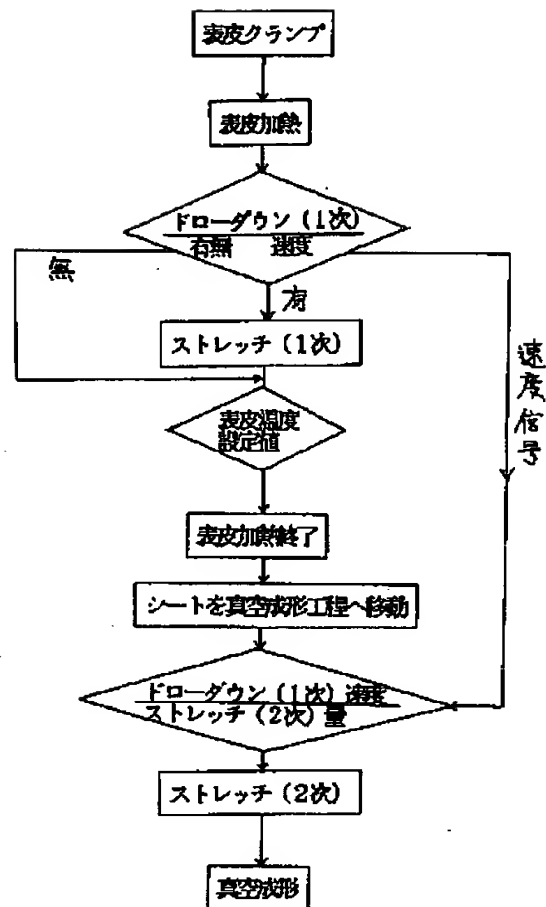 表皮クランプ
表皮加熱
ドローダウン（1次）
有無 速度
無
有
ストレッチ（1次）
速度信号
表皮温度
設定値
表皮加熱終了
シートを真空成形工程へ移動
ドローダウン（1次）速度
ストレッチ（2次）量
ストレッチ（2次）
真空成形